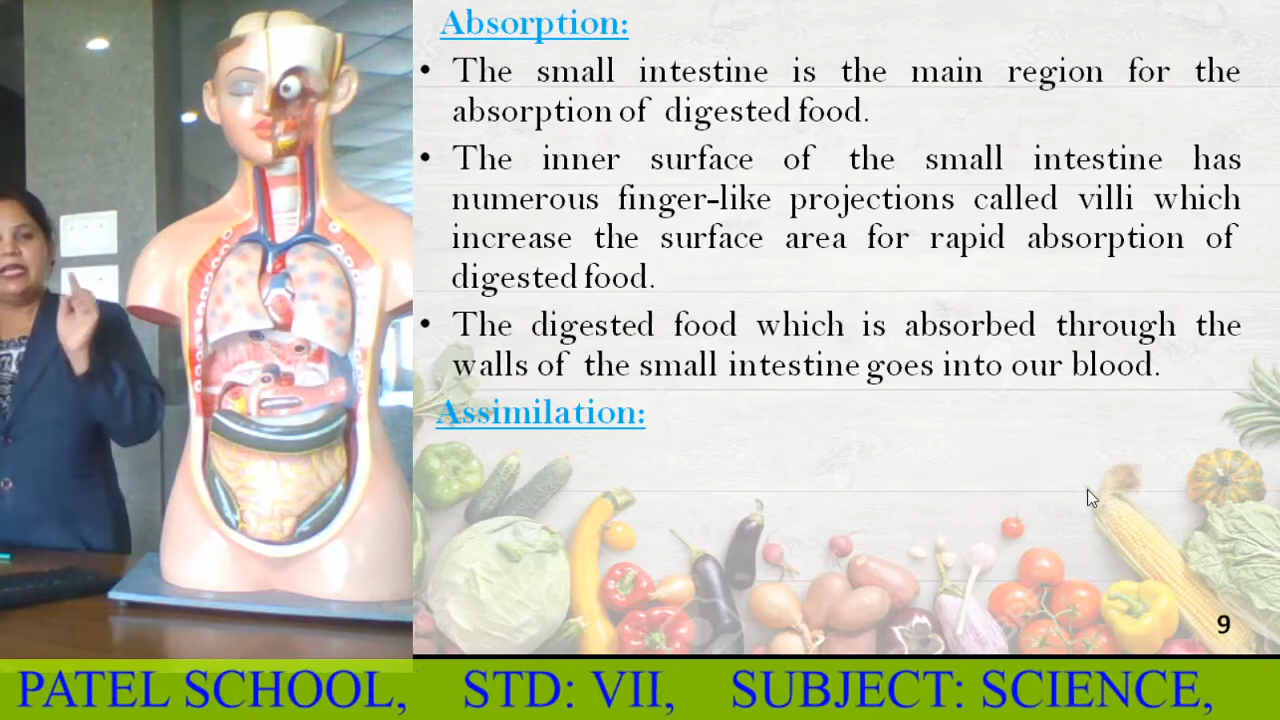 Absorption:
• The small intestine is the main region for the
absorption of digested food.
• The inner surface of the small intestine has
numerous finger-like projections called villi which
increase the surface area for rapid absorption of
digested food.
• The digested food which is absorbed through the
walls of the small intestine goes into our blood.
Assimilation:
9
PATEL SCHOOL, STD: VII, SUBJECT: SCIENCE,